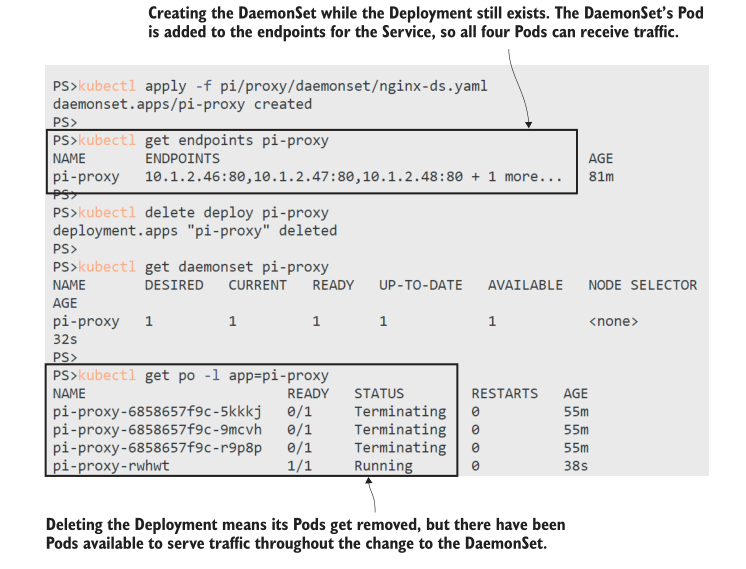 Creating the DaemonSet while the Deployment still exists. The DaemonSet's Pod
is added to the endpoints for the Service, so all four Pods can receive traffic.
PS>kubectl apply -f pi/proxy/daemonset/nginx-ds.yaml
daemonset.apps/pi-proxy created
PS>
PS>kubectl get endpoints pi-proxy
NAME ENDPOINTS AGE
pi-proxy 10.1.2.46:80,10.1.2.47:80,10.1.2.48:80 + 1 more... 81m
PS>
PS>kubectl delete deploy pi-proxy
deployment.apps "pi-proxy" deleted
PS>
PS>kubectl get daemonset pi-proxy
NAME DESIRED CURRENT READY UP-TO-DATE AVAILABLE NODE SELECTOR
AGE
pi-proxy 1 1 1 1 1 <none>
32s
PS>
PS>kubectl get po -l app=pi-proxy
NAME READY STATUS RESTARTS AGE
pi-proxy-6858657f9c-5kkkj 0/1 Terminating 0 55m
pi-proxy-6858657f9c-9mcvh 0/1 Terminating 0 55m
pi-proxy-6858657f9c-r9p8p 0/1 Terminating 0 55m
pi-proxy-rwhwt 1/1 Running 0 38s
Deleting the Deployment means its Pods get removed, but there have been
Pods available to serve traffic throughout the change to the DaemonSet.